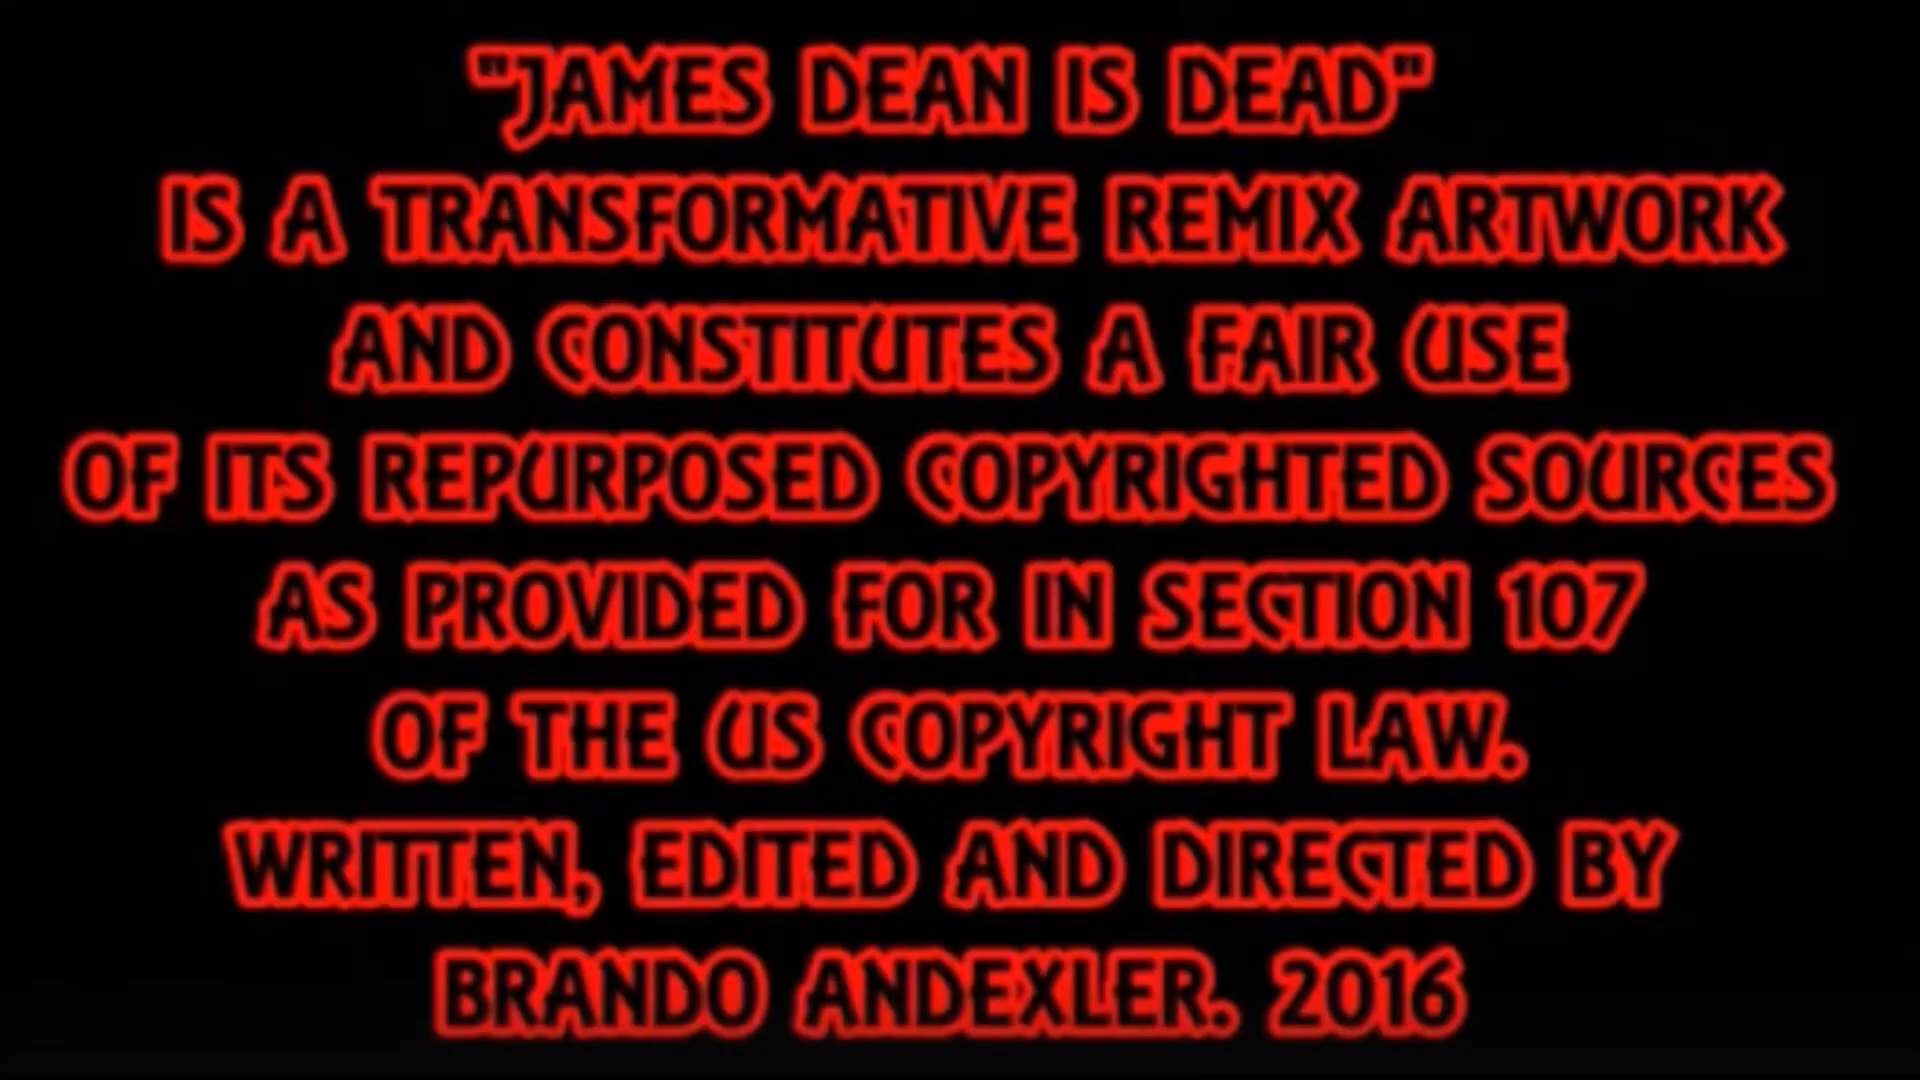 "JAMES DEAN IS DEAD"
IS A TRANSFORMATIVE REMIX ARTWORK
AND CONSTITUTES A FAIR USE
OF ITS REPURPOSED COPYRIGHTED SOURCES
AS PROVIDED FOR IN SECTION 107
OF THE US COPYRIGHT LAW.
WRITTEN, EDITED AND DIRECTED BY
BRANDO ANDEXLER. 2016